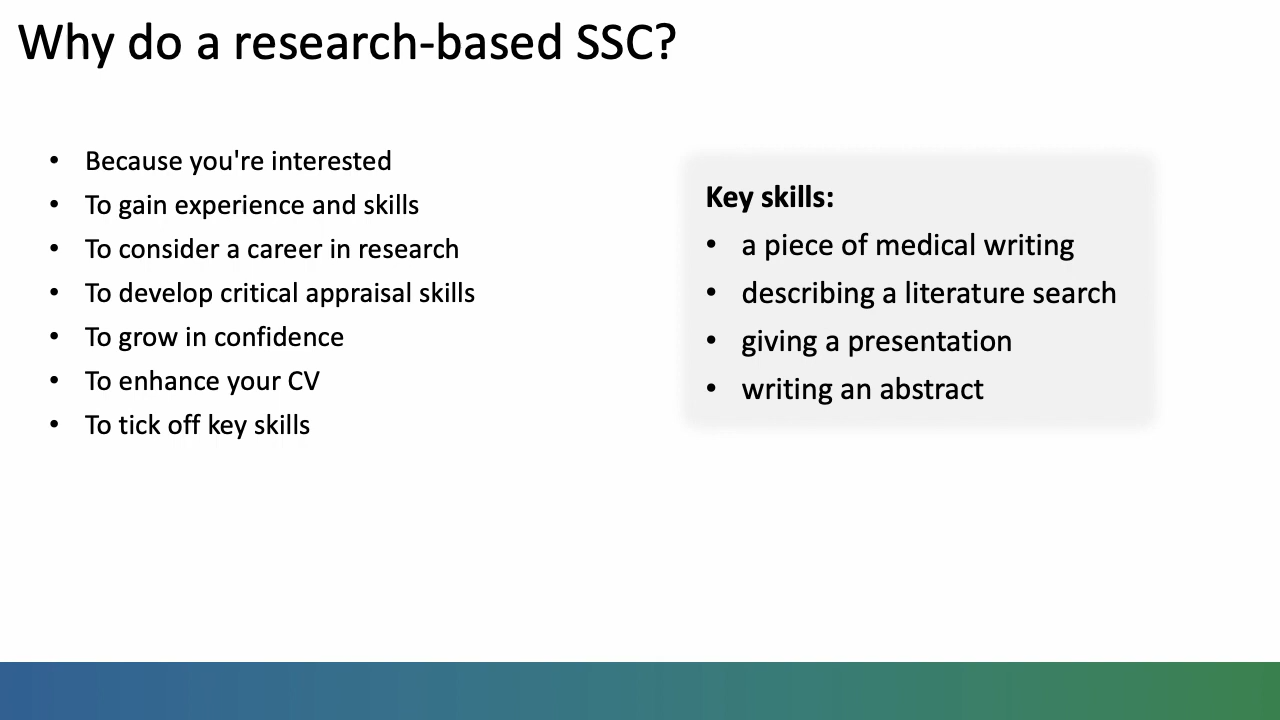 Why do a research-based SSC?
• Because you're interested
• To gain experience and skills
• To consider a career in research
• To develop critical appraisal skills
• To grow in confidence
• To enhance your CV
• To tick off key skills
Key skills:
• a piece of medical writing
• describing a literature search
• giving a presentation
• writing an abstract